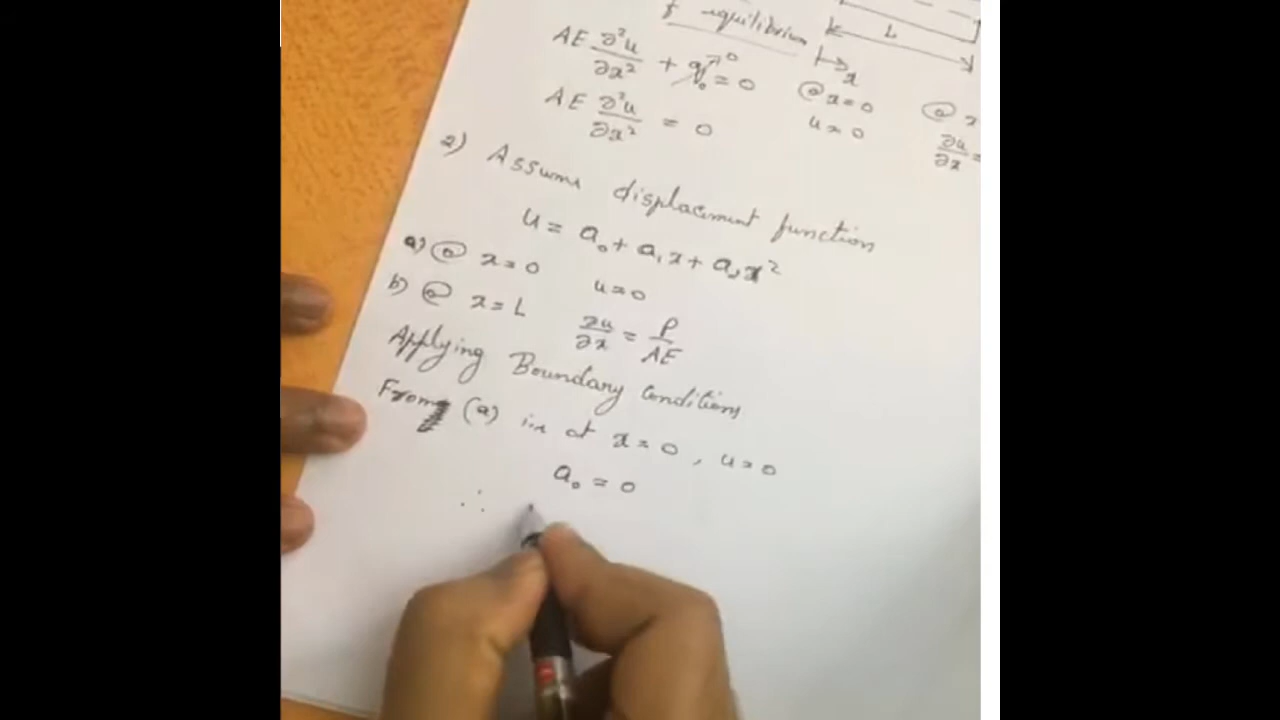 f equilibrium
L
x
AE ∂²u/∂x² + q₀ → 0 = 0
@ x = 0
@ x
AE ∂²u/∂x² = 0
u = 0
∂u/∂x =
2) Assume displacement function
u = a₀ + a₁x + a₂x²
a) @ x = 0 u = 0
b) @ x = L ∂u/∂x = P/AE
Applying Boundary Conditions
From (a) i.e at x = 0, u = 0
a₀ = 0
∴